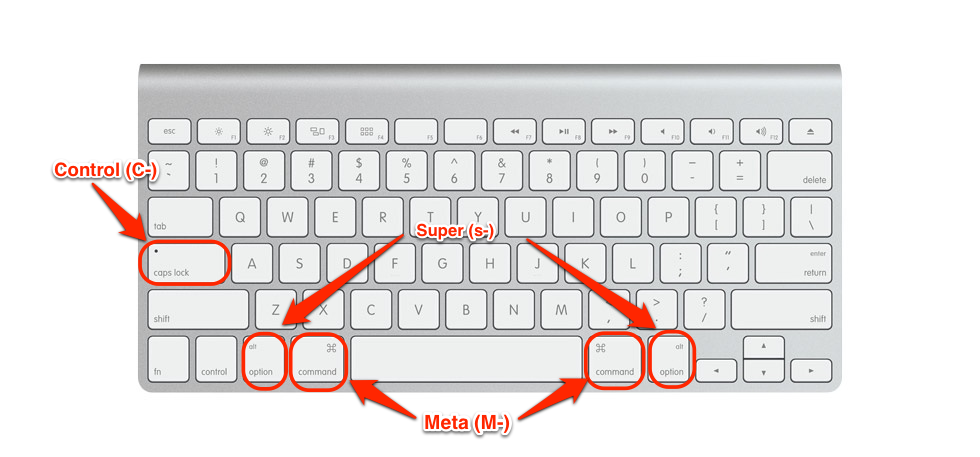 esc F1 F2 F3 F4 F5 F6 F7 F8 F9 F10 F11 F12
Control (C-)
~ ` ! 1 @ 2 # 3 $ 4 % 5 ^ 6 & 7 * 8 ( 9 ) 0 – - + = delete
tab Q W E R T Y U I O P { [ } ] | \
Super (s-)
caps lock A S D F G H J K L : ; " ' enter return
shift Z X C V B N M , > . ? / shift
fn control alt option ⌘ command ⌘ command alt option
Meta (M-)